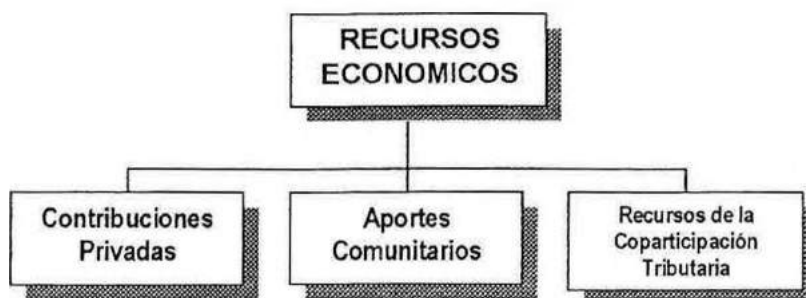 RECURSOS
ECONOMICOS
Contribuciones
Privadas
Aportes
Comunitarios
Recursos de la
Coparticipación
Tributaria